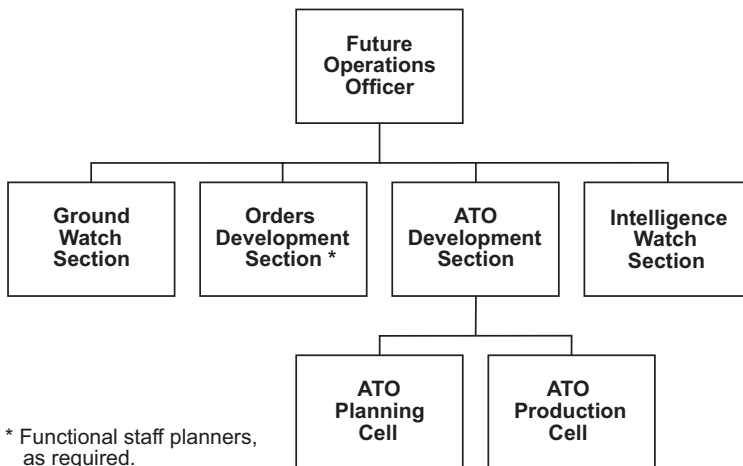 Future
Operations
Officer
Ground
Watch
Section
Orders
Development
Section *
ATO
Development
Section
Intelligence
Watch
Section
ATO
Planning
Cell
ATO
Production
Cell
* Functional staff planners,
as required.